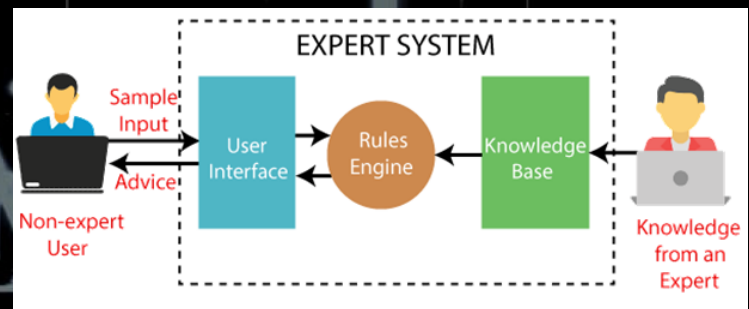 EXPERT SYSTEM
Sample
Input
Advice
Non-expert
User
User
Interface
Rules
Engine
Knowledge
Base
Knowledge
from an
Expert